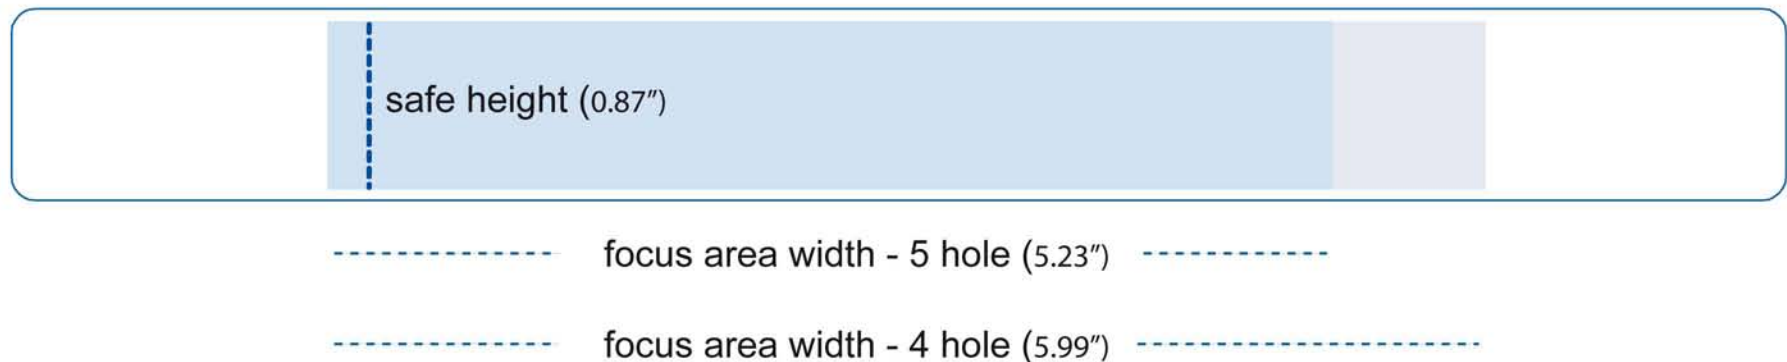 safe height (0.87″)
focus area width - 5 hole (5.23″)
focus area width - 4 hole (5.99″)